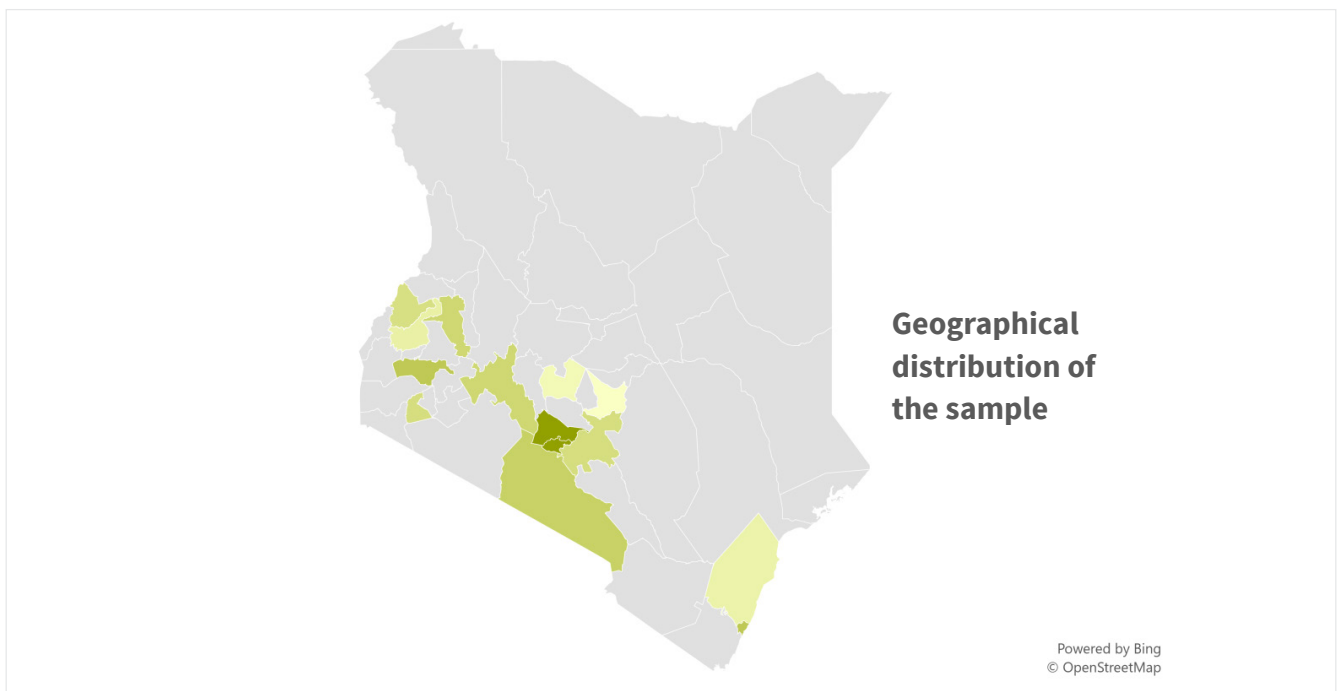 Geographical
distribution of
the sample
Powered by Bing
© OpenStreetMap